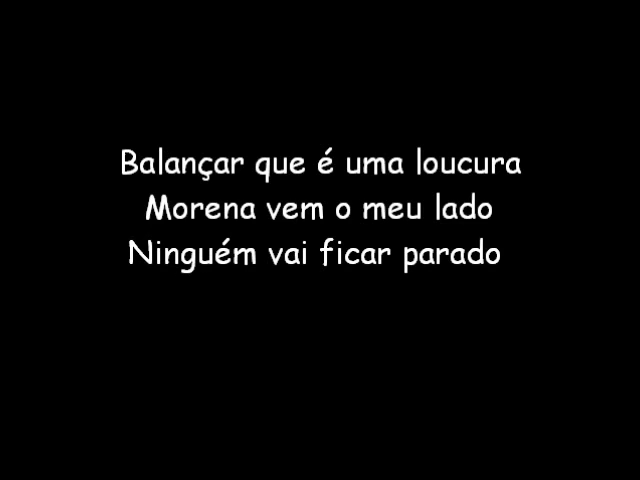 Balançar que é uma loucura
Morena vem o meu lado
Ninguém vai ficar parado